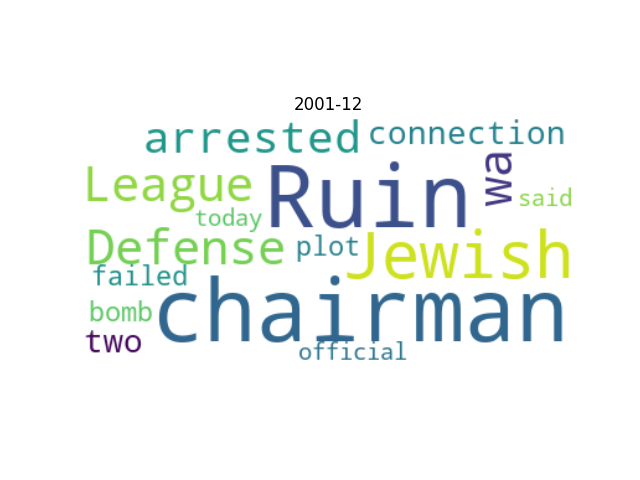 2001-12
arrested connection
League Ruin wa said
today
Defense plot Jewish
failed
bomb chairman
two official